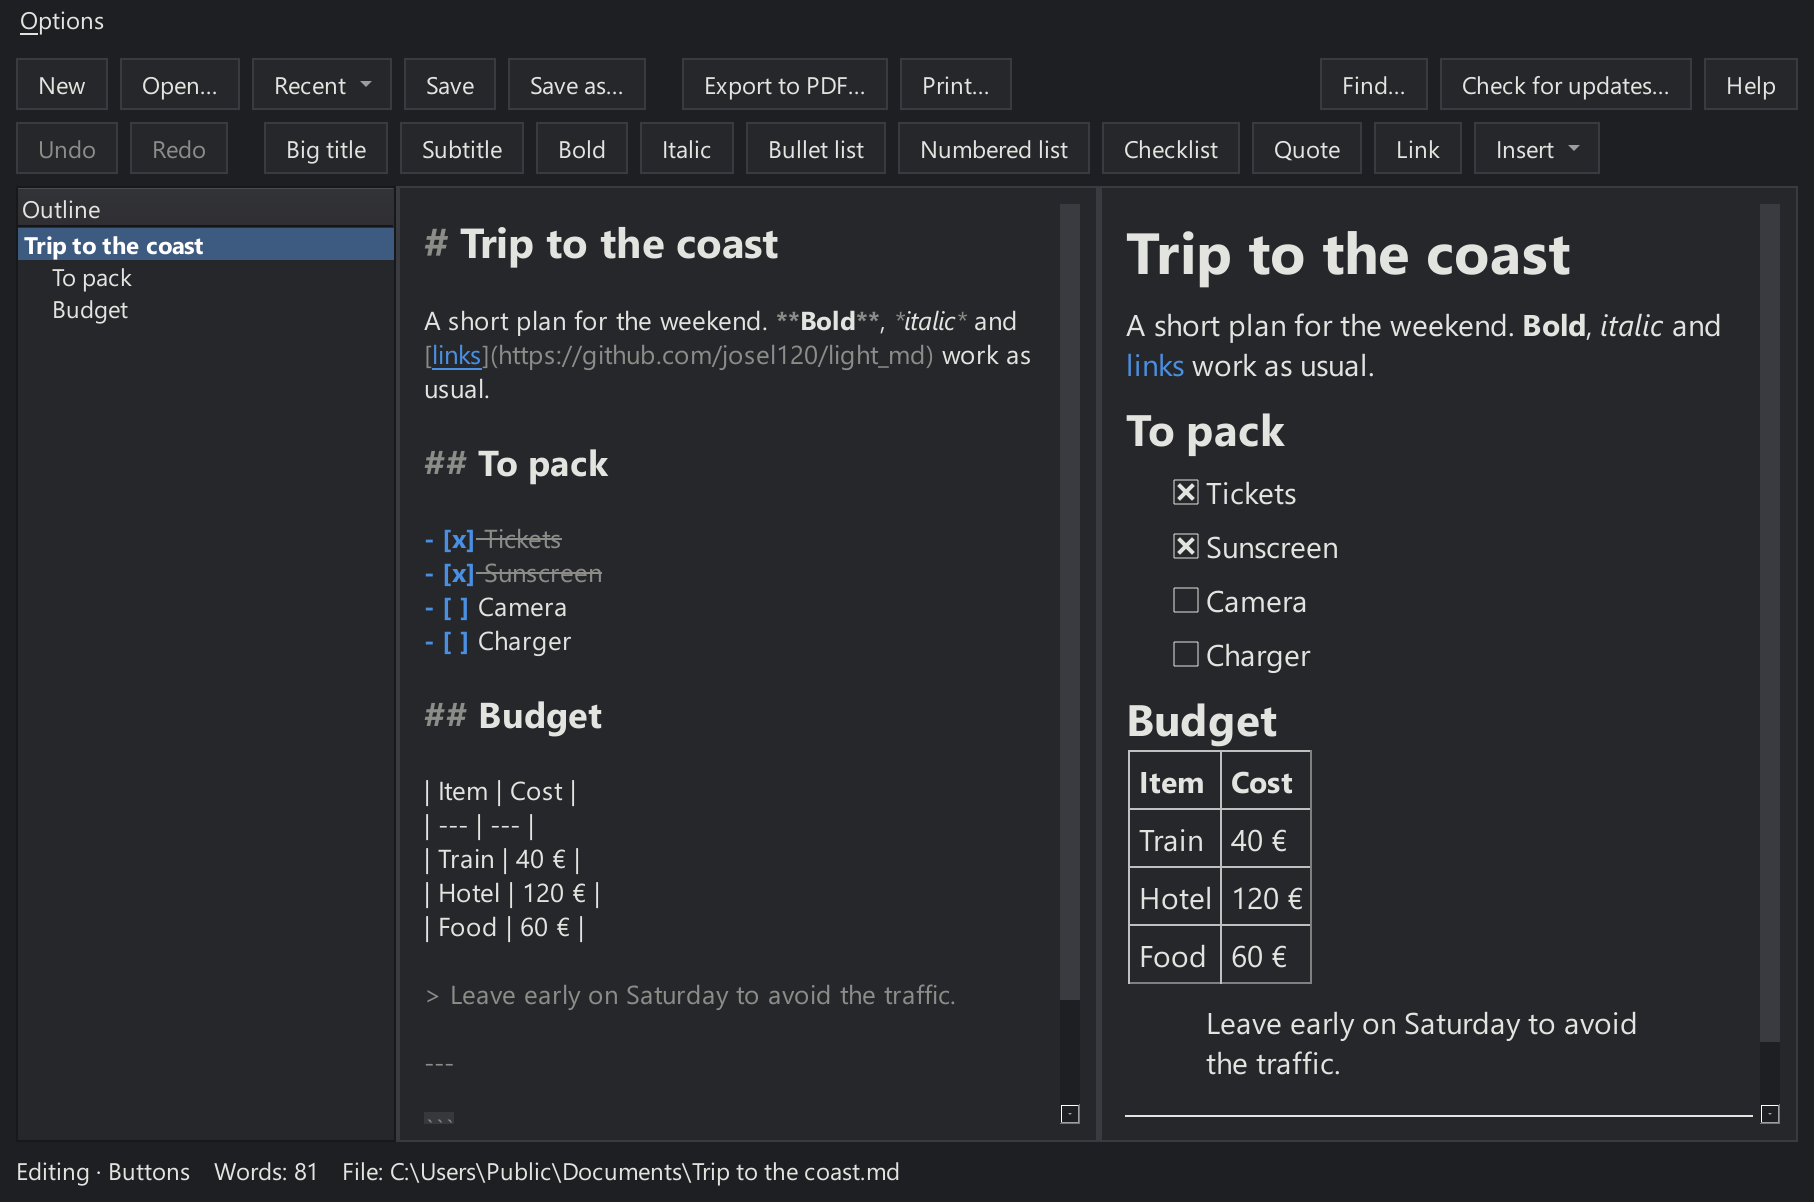 Options
New Open... Recent Save Save as... Export to PDF... Print... Find... Check for updates... Help
Undo Redo Big title Subtitle Bold Italic Bullet list Numbered list Checklist Quote Link Insert
Outline
Trip to the coast
To pack
Budget
# Trip to the coast
A short plan for the weekend. **Bold**, *italic* and
[links](https://github.com/josel120/light_md) work as
usual.
## To pack
- [x] Tickets
- [x] Sunscreen
- [ ] Camera
- [ ] Charger
## Budget
| Item | Cost |
| --- | --- |
| Train | 40 € |
| Hotel | 120 € |
| Food | 60 € |
> Leave early on Saturday to avoid the traffic.
---
```
Trip to the coast
A short plan for the weekend. Bold, italic and
links work as usual.
To pack
Tickets
Sunscreen
Camera
Charger
Budget
Item Cost
Train 40 €
Hotel 120 €
Food 60 €
Leave early on Saturday to avoid
the traffic.
Editing · Buttons Words: 81 File: C:\Users\Public\Documents\Trip to the coast.md